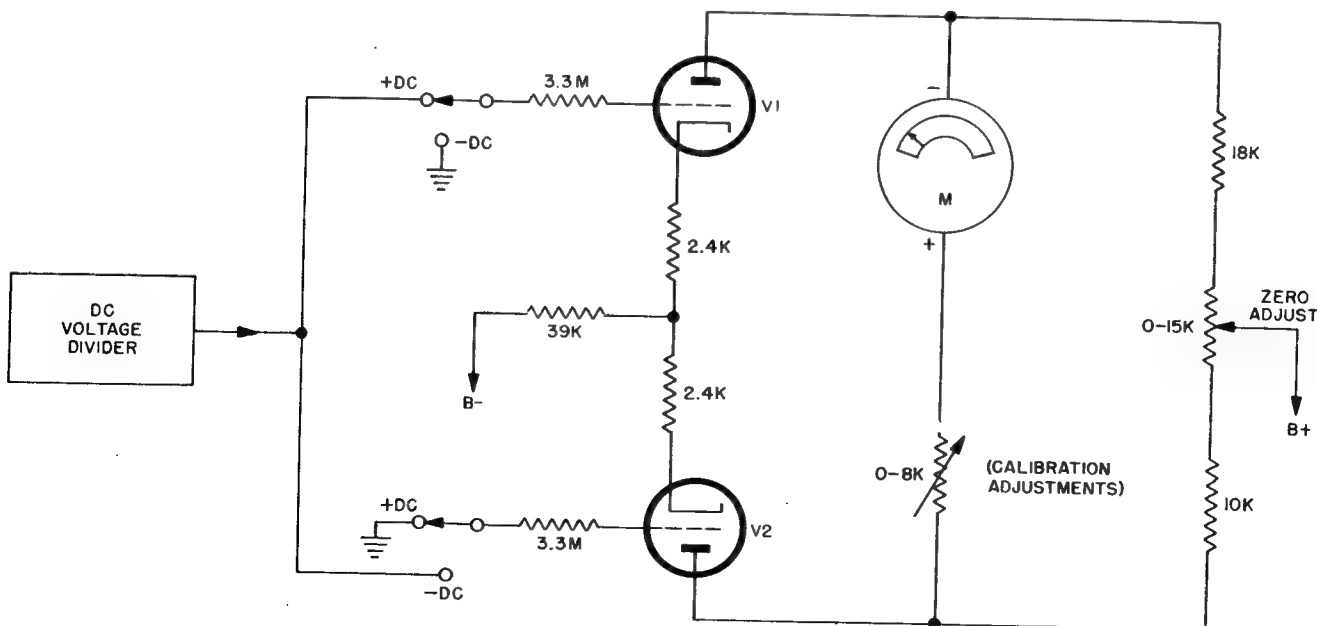 +DC
3.3M
V1
-DC
-
18K
M
+
2.4K
DC
VOLTAGE
DIVIDER
39K
B-
2.4K
0-15K
ZERO
ADJUST
B+
0-8K
(CALIBRATION
ADJUSTMENTS)
10K
+DC
3.3M
V2
-DC